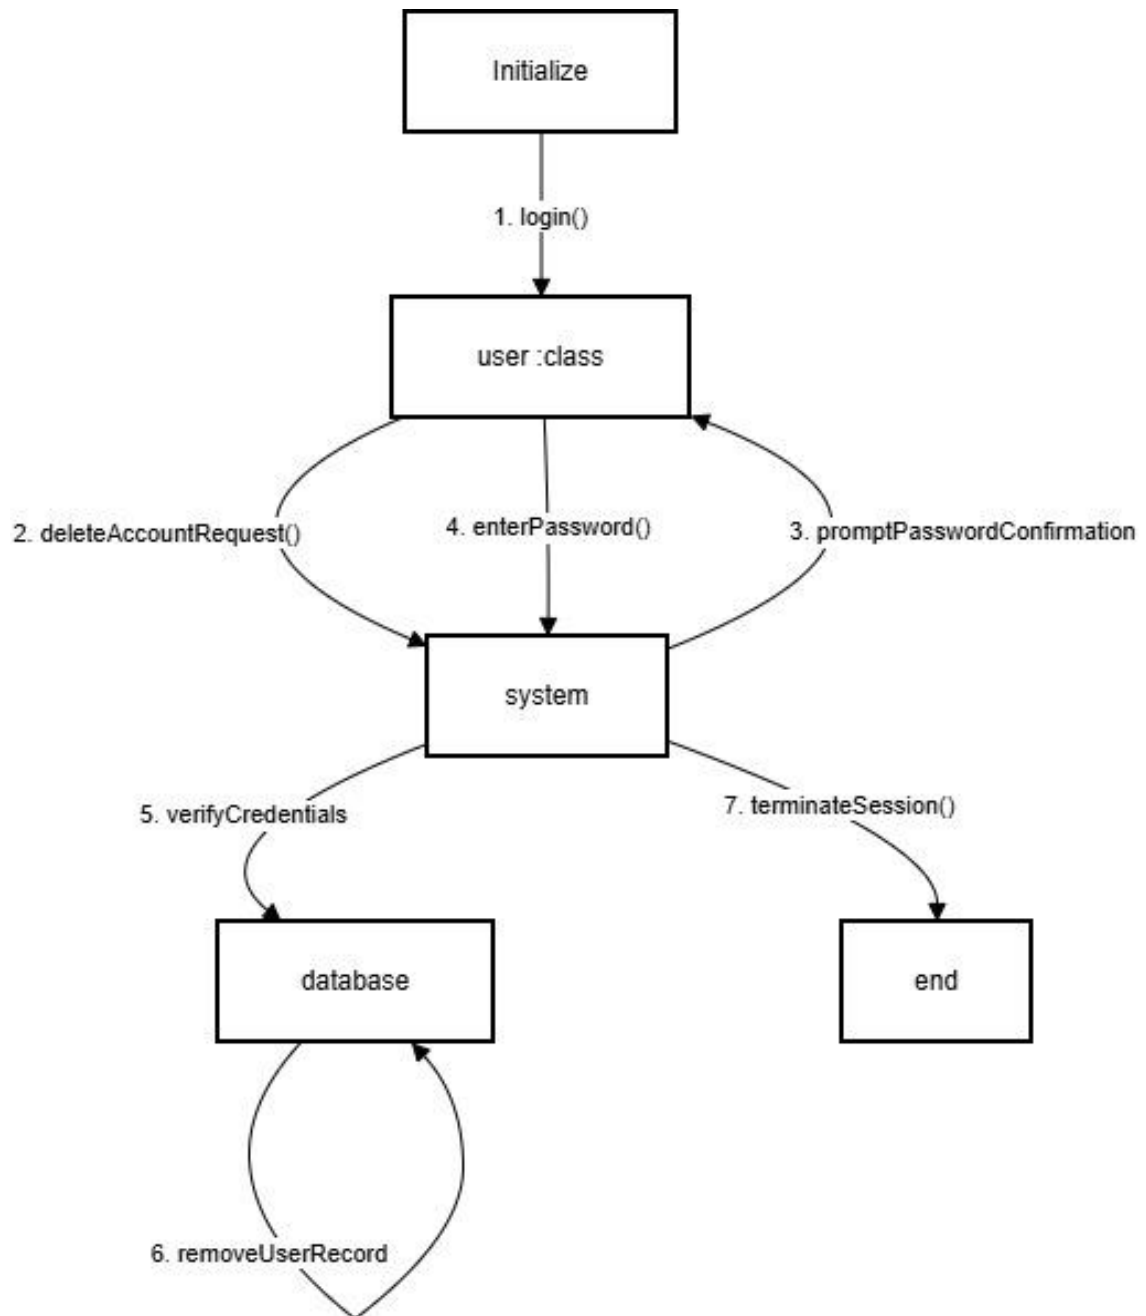 Initialize
1. login()
user :class
2. deleteAccountRequest()
4. enterPassword()
3. promptPasswordConfirmation
system
5. verifyCredentials
7. terminateSession()
database
end
6. removeUserRecord